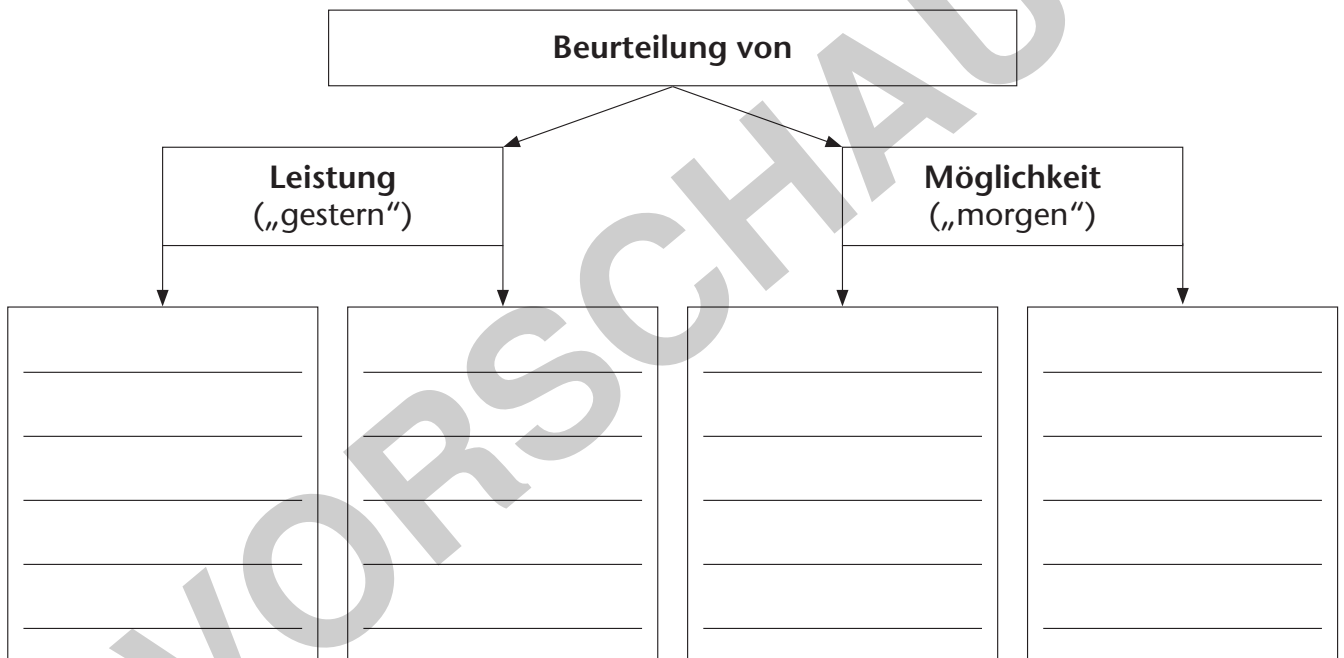 Beurteilung von
Leistung
(„gestern“)
Möglichkeit
(„morgen“)
VORSCHAU